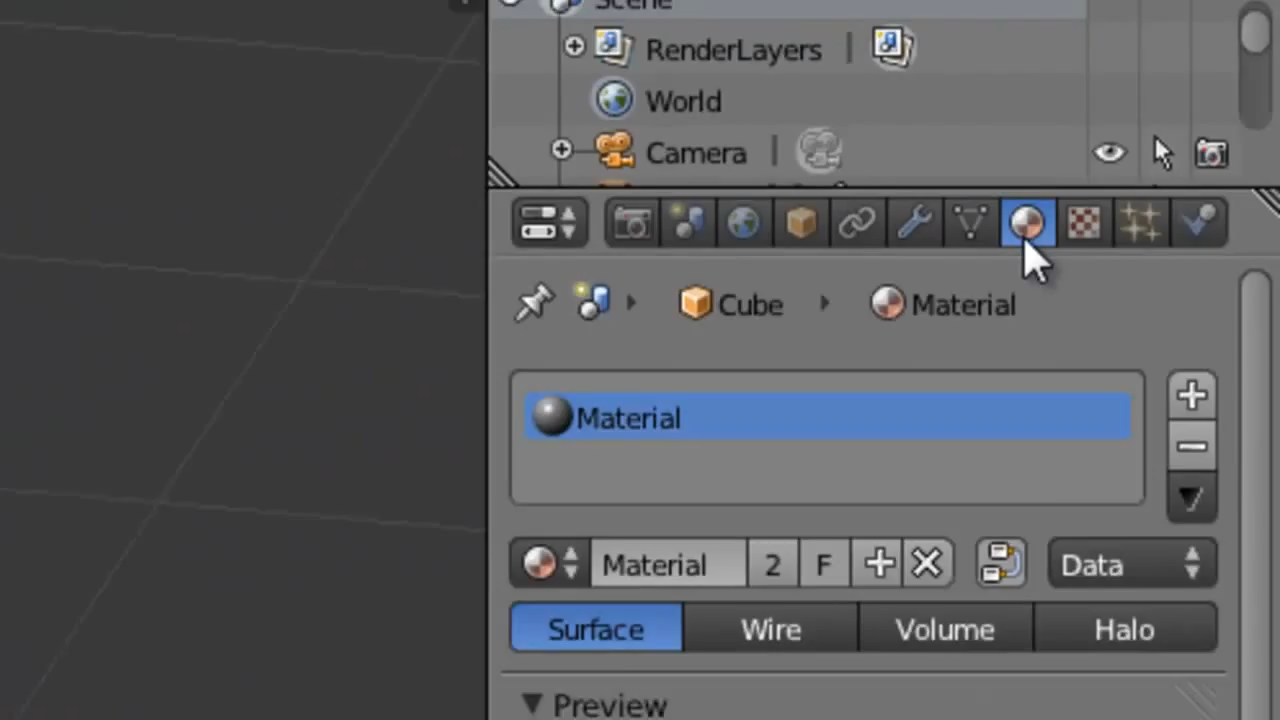 Scene
RenderLayers |
World
Camera |
Cube Material
Material
Material 2 F Data
Surface Wire Volume Halo
Preview